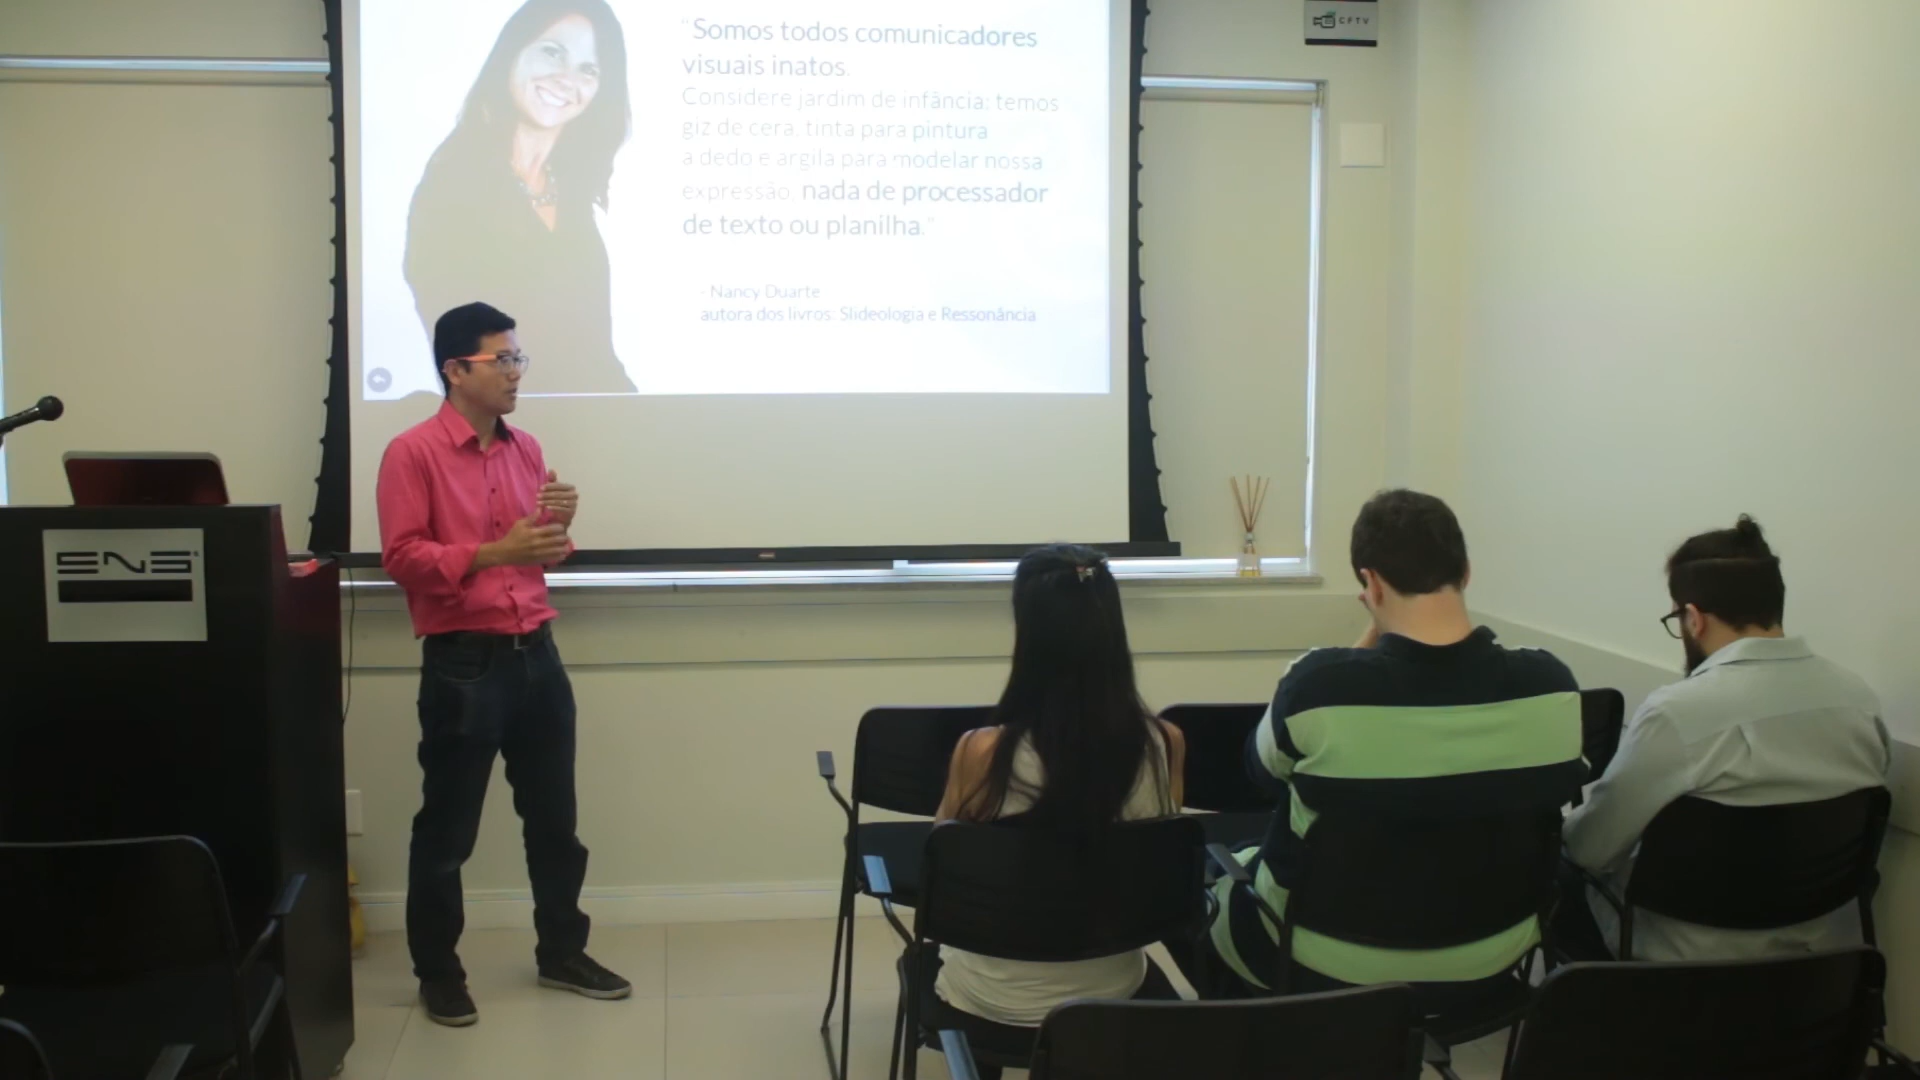 "Somos todos comunicadores
visuais inatos.
Considere jardim de infância: temos
giz de cera, tinta para pintura
a dedo e argila para modelar nossa
expressão, nada de processador
de texto ou planilha."
- Nancy Duarte
autora dos livros: Slideologia e Ressonância
CFTV
ENS